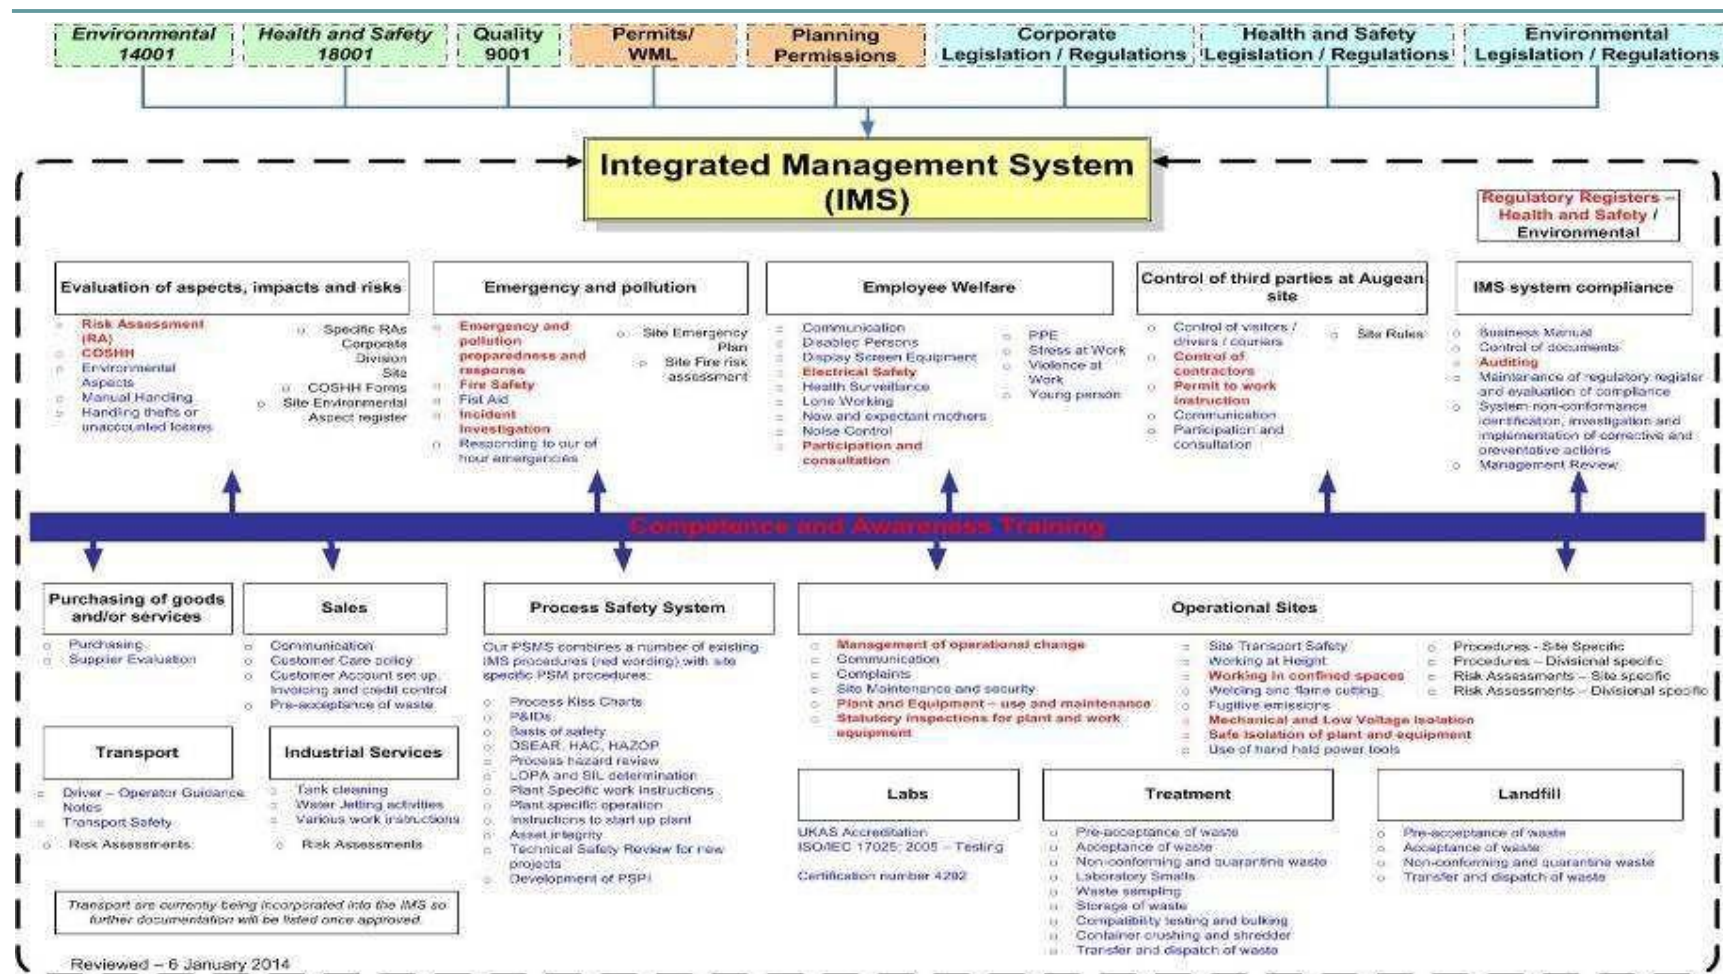 Environmental
14001
Health and Safety
18001
Quality
9001
Permits/
WML
Planning
Permissions
Corporate
Legislation / Regulations
Health and Safety
Legislation / Regulations
Environmental
Legislation / Regulations
Integrated Management System
(IMS)
Regulatory Registers –
Health and Safety /
Environmental
Evaluation of aspects, impacts and risks
Risk Assessment
(RA)
COSHH
Environmental
Aspects
Manual Handling
Handling thefts or
unaccounted losses
Specific RAs
Corporate
Division
Site
COSHH Forms
Site Environmental
Aspect register
Emergency and pollution
Emergency and
pollution
preparedness and
response
Fire Safety
Fist Aid
Incident
Investigation
Responding to our of
hour emergencies
Site Emergency
Plan
Site Fire risk
assessment
Employee Welfare
Communication
Disabled Persons
Display Screen Equipment
Electrical Safety
Health Surveillance
Lone Working
New and expectant mothers
Noise Control
Participation and
consultation
PPE
Stress at Work
Violence at
Work
Young person
Control of third parties at Augean
site
Control of visitors /
drivers / couriers
Control of
contractors
Permit to work
instruction
Communication
Participation and
consultation
Site Rules
IMS system compliance
Business Manual
Control of documents
Auditing
Maintenance of regulatory register
and evaluation of compliance
System non-conformance
identification, investigation and
implementation of corrective and
preventative actions
Management Review
Competence and Awareness Training
Purchasing of goods
and/or services
Purchasing
Supplier Evaluation
Sales
Communication
Customer Care policy
Customer Account set up,
Invoicing and credit control
Pre-acceptance of waste
Transport
Driver – Operator Guidance
Notes
Transport Safety
Risk Assessments
Industrial Services
Tank cleaning
Water Jetting activities
Various work instructions
Risk Assessments
Process Safety System
Our PSMS combines a number of existing
IMS procedures (red wording) with site
specific PSM procedures:
Process Kiss Charts
P&IDs
Basis of safety
DSEAR, HAC, HAZOP
Process hazard review
LOPA and SIL determination
Plant Specific work instructions
Plant specific operation
Instructions to start up plant
Asset integrity
Technical Safety Review for new
projects
Development of PSPI
Operational Sites
Management of operational change
Communication
Complaints
Site Maintenance and security
Plant and Equipment – use and maintenance
Statutory inspections for plant and work
equipment
Site Transport Safety
Working at Height
Working in confined spaces
Welding and flame cutting
Fugitive emissions
Mechanical and Low Voltage Isolation
Safe Isolation of plant and equipment
Use of hand held power tools
Procedures - Site Specific
Procedures – Divisional specific
Risk Assessments – Site specific
Risk Assessments – Divisional specific
Labs
UKAS Accreditation
ISO/IEC 17025: 2005 – Testing
Certification number 4292
Treatment
Pre-acceptance of waste
Acceptance of waste
Non-conforming and quarantine waste
Laboratory Smalls
Waste sampling
Storage of waste
Compatibility testing and bulking
Container crushing and shredder
Transfer and dispatch of waste
Landfill
Pre-acceptance of waste
Acceptance of waste
Non-conforming and quarantine waste
Transfer and dispatch of waste
Transport are currently being incorporated into the IMS so
further documentation will be listed once approved.
Reviewed – 6 January 2014